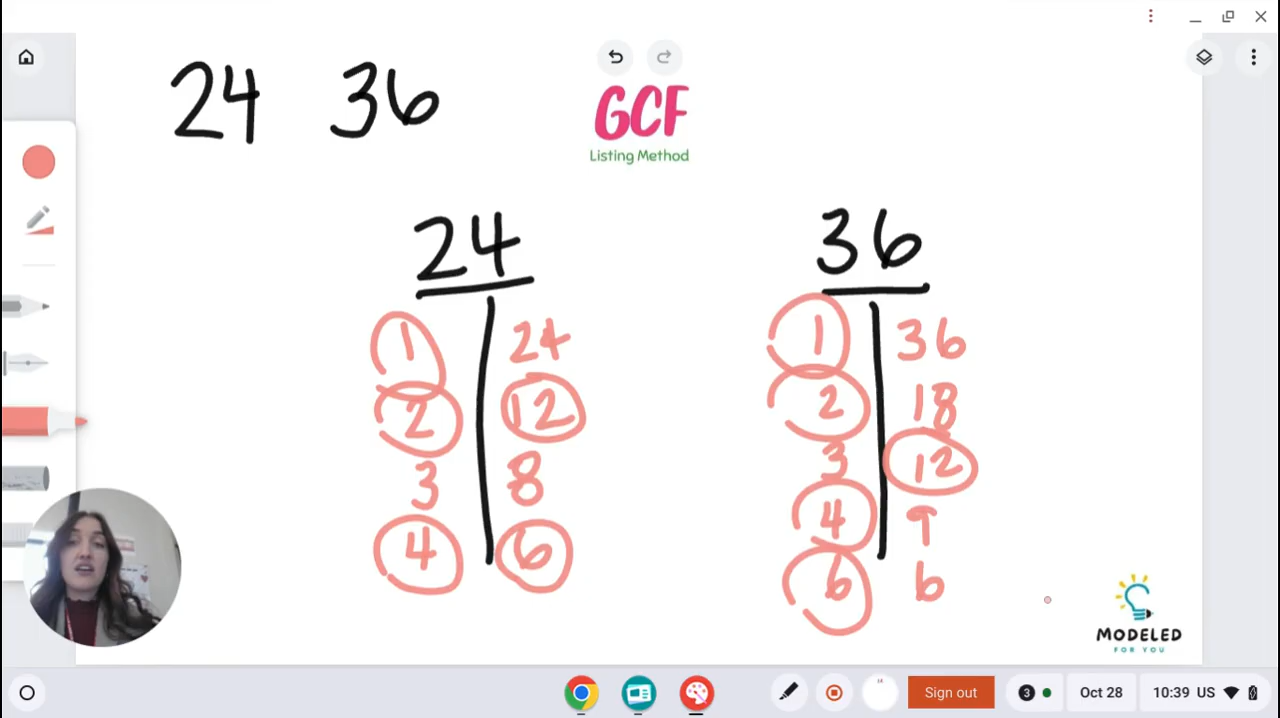 24 36
GCF
Listing Method
24
1 24
2 12
3 8
4 6
36
1 36
2 18
3 12
4 9
6 6
MODELED
FOR YOU
Sign out
3
Oct 28
10:39 US